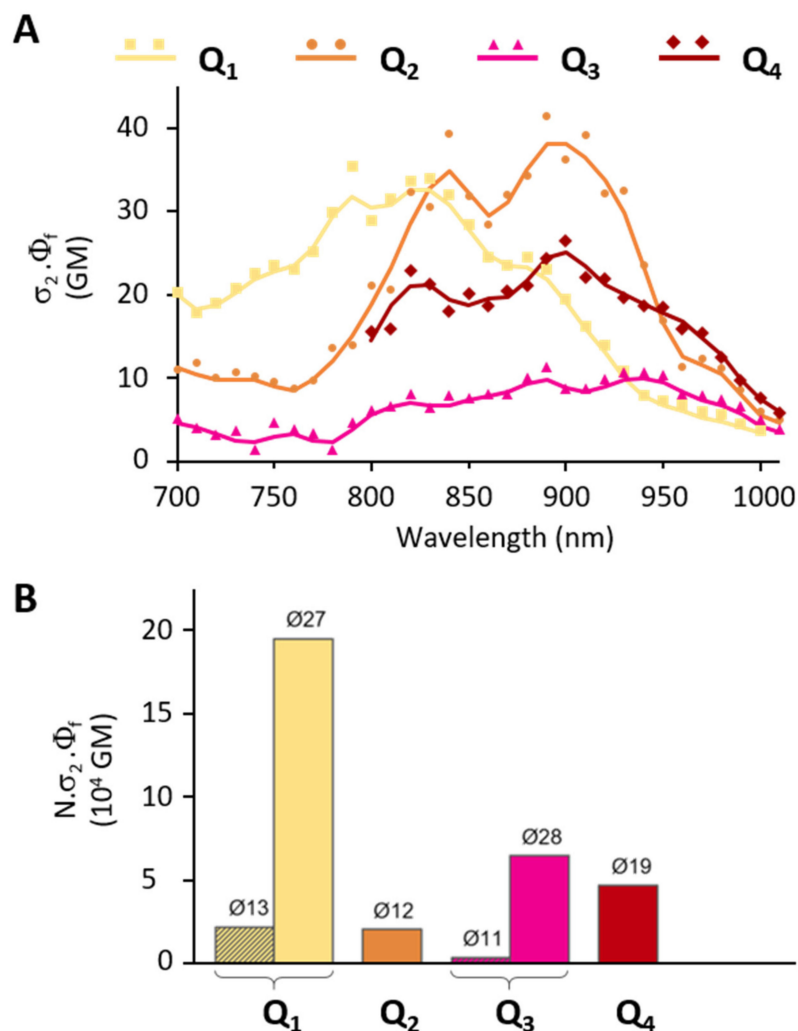 A
Q₁ Q₂ Q₃ Q₄
σ₂.Φf
(GM)
40
30
20
10
0
700 750 800 850 900 950 1000
Wavelength (nm)
B
N.σ₂.Φf
(10⁴ GM)
20
15
10
5
0
Ø27
Ø13
Ø12
Ø11
Ø28
Ø19
Q₁ Q₂ Q₃ Q₄